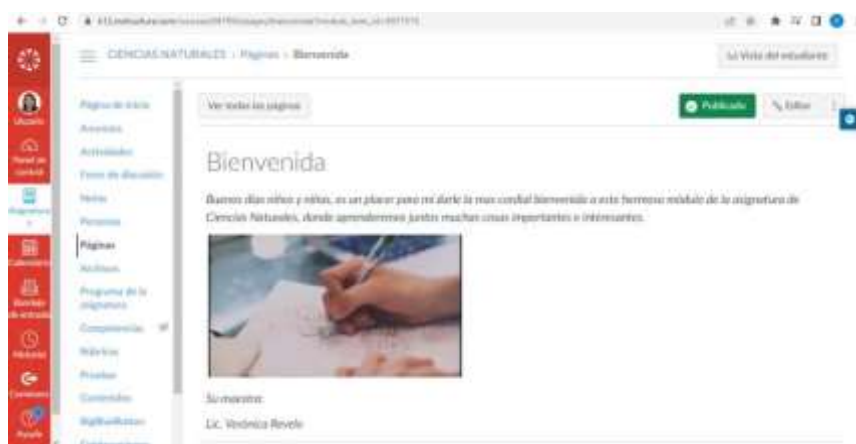 CIENCIAS NATURALES > Páginas > Bienvenida
Vista del estudiante
Usuario
Página de inicio
Anuncios
Actividades
Foros de discusión
Notas
Personas
Páginas
Archivos
Programa de la
asignatura
Competencias
Rúbricas
Pruebas
Contenidos
BigBlueButton
Colaboraciones
Panel de
control
Calendario
Bandeja
de entrada
Historial
Ayuda
Ver todas las páginas
Publicado
Editar
Bienvenida
Buenos días niños y niñas, es un placer para mi darle la mas cordial bienvenida a este hermoso módulo de la asignatura de
Ciencias Naturales, donde aprenderemos juntos muchas cosas importantes e interesantes.
Su maestra:
Lic. Verónica Revelo